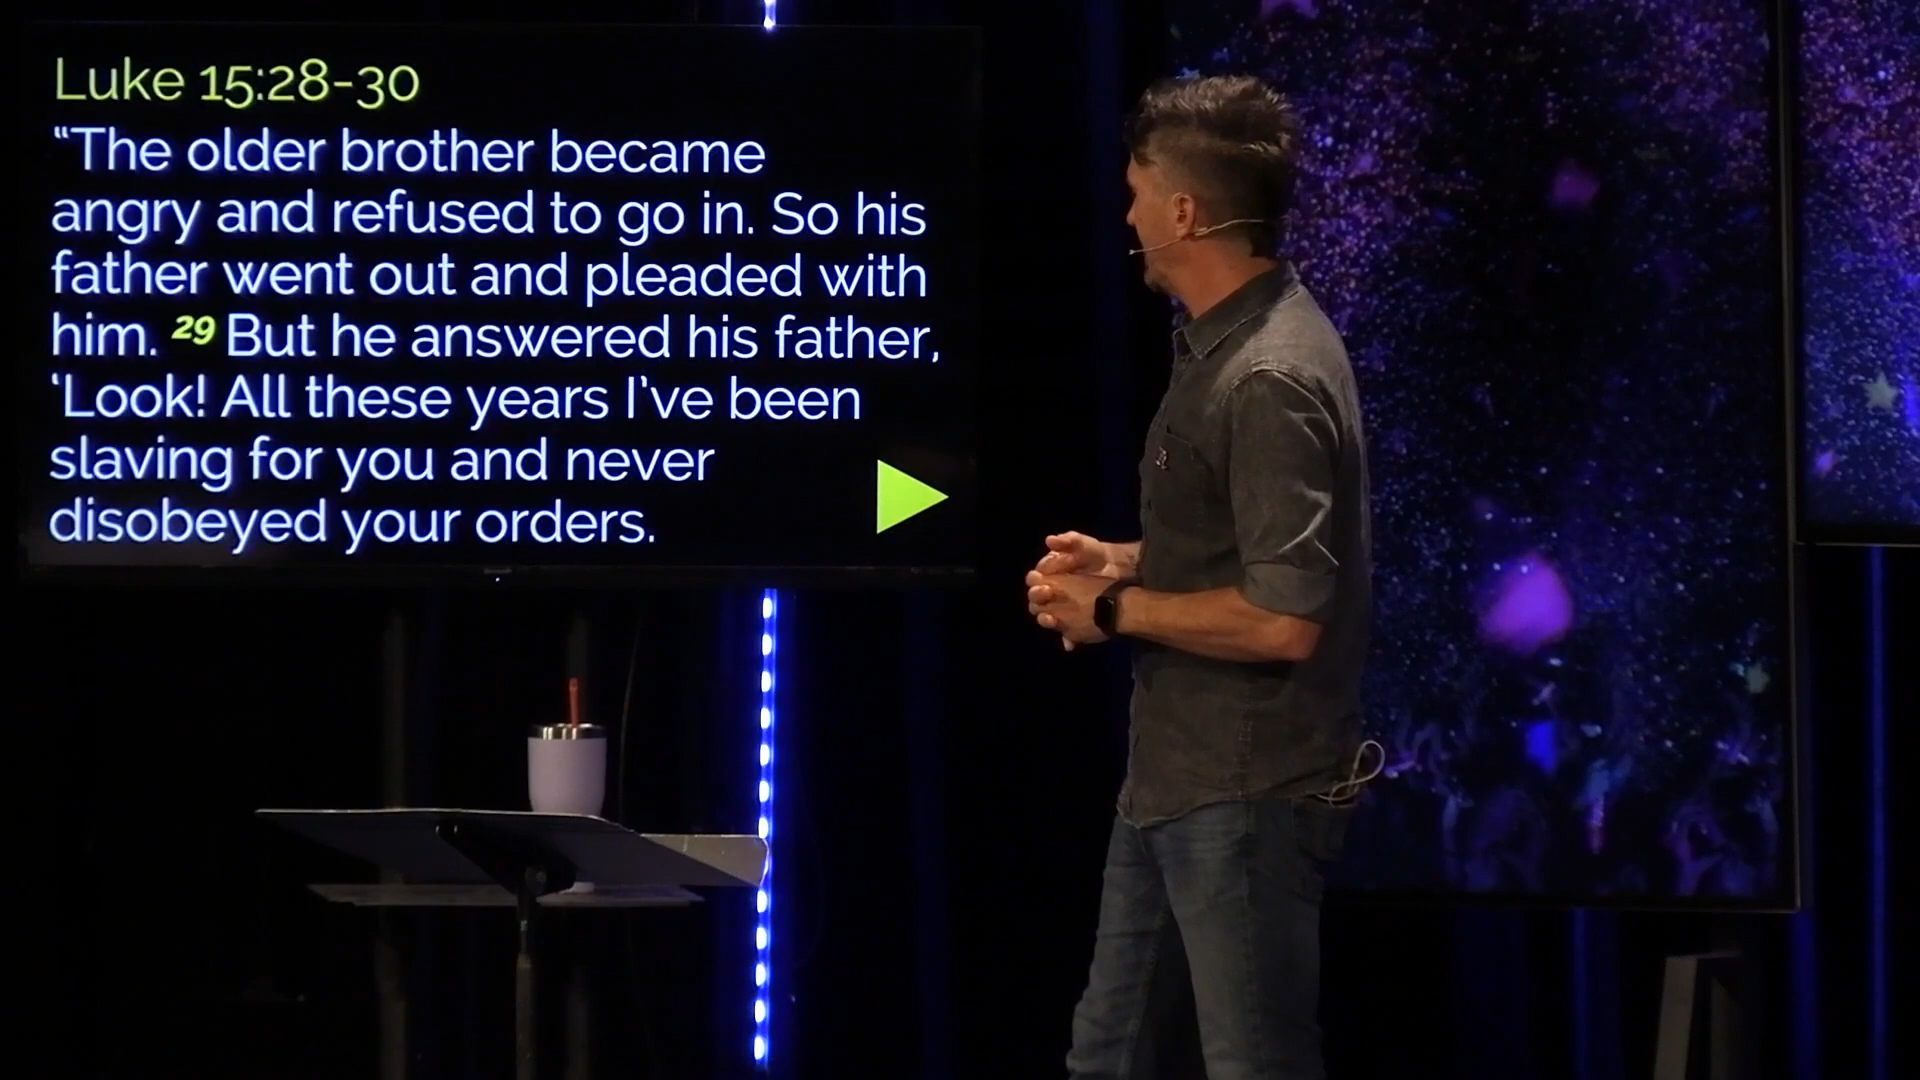 Luke 15:28-30
“The older brother became
angry and refused to go in. So his
father went out and pleaded with
him. 29 But he answered his father,
‘Look! All these years I’ve been
slaving for you and never
disobeyed your orders.